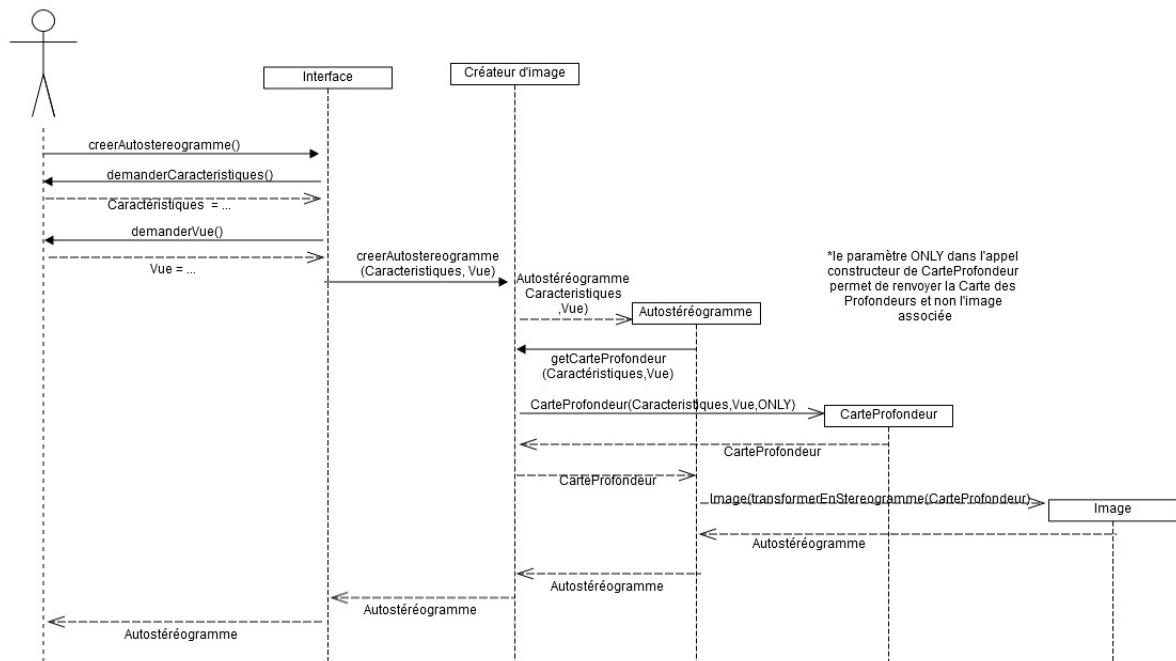 Interface
Créateur d'image
creerAutostereogramme()
demanderCaracteristiques()
Caractéristiques = ...
demanderVue()
Vue = ...
creerAutostereogramme
(Caracteristiques, Vue)
Autostéréogramme
Caracteristiques
,Vue)
*le paramètre ONLY dans l'appel
constructeur de CarteProfondeur
permet de renvoyer la Carte des
Profondeurs et non l'image
associée
Autostéréogramme
getCarteProfondeur
(Caractéristiques,Vue)
CarteProfondeur(Caracteristiques,Vue,ONLY)
CarteProfondeur
CarteProfondeur
CarteProfondeur
Image(transformerEnStereogramme(CarteProfondeur)
Image
Autostéréogramme
Autostéréogramme
Autostéréogramme
Autostéréogramme